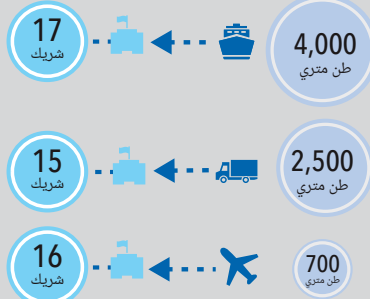 4,000
طن متري
17
شريك
2,500
طن متري
15
شريك
700
طن متري
16
شريك